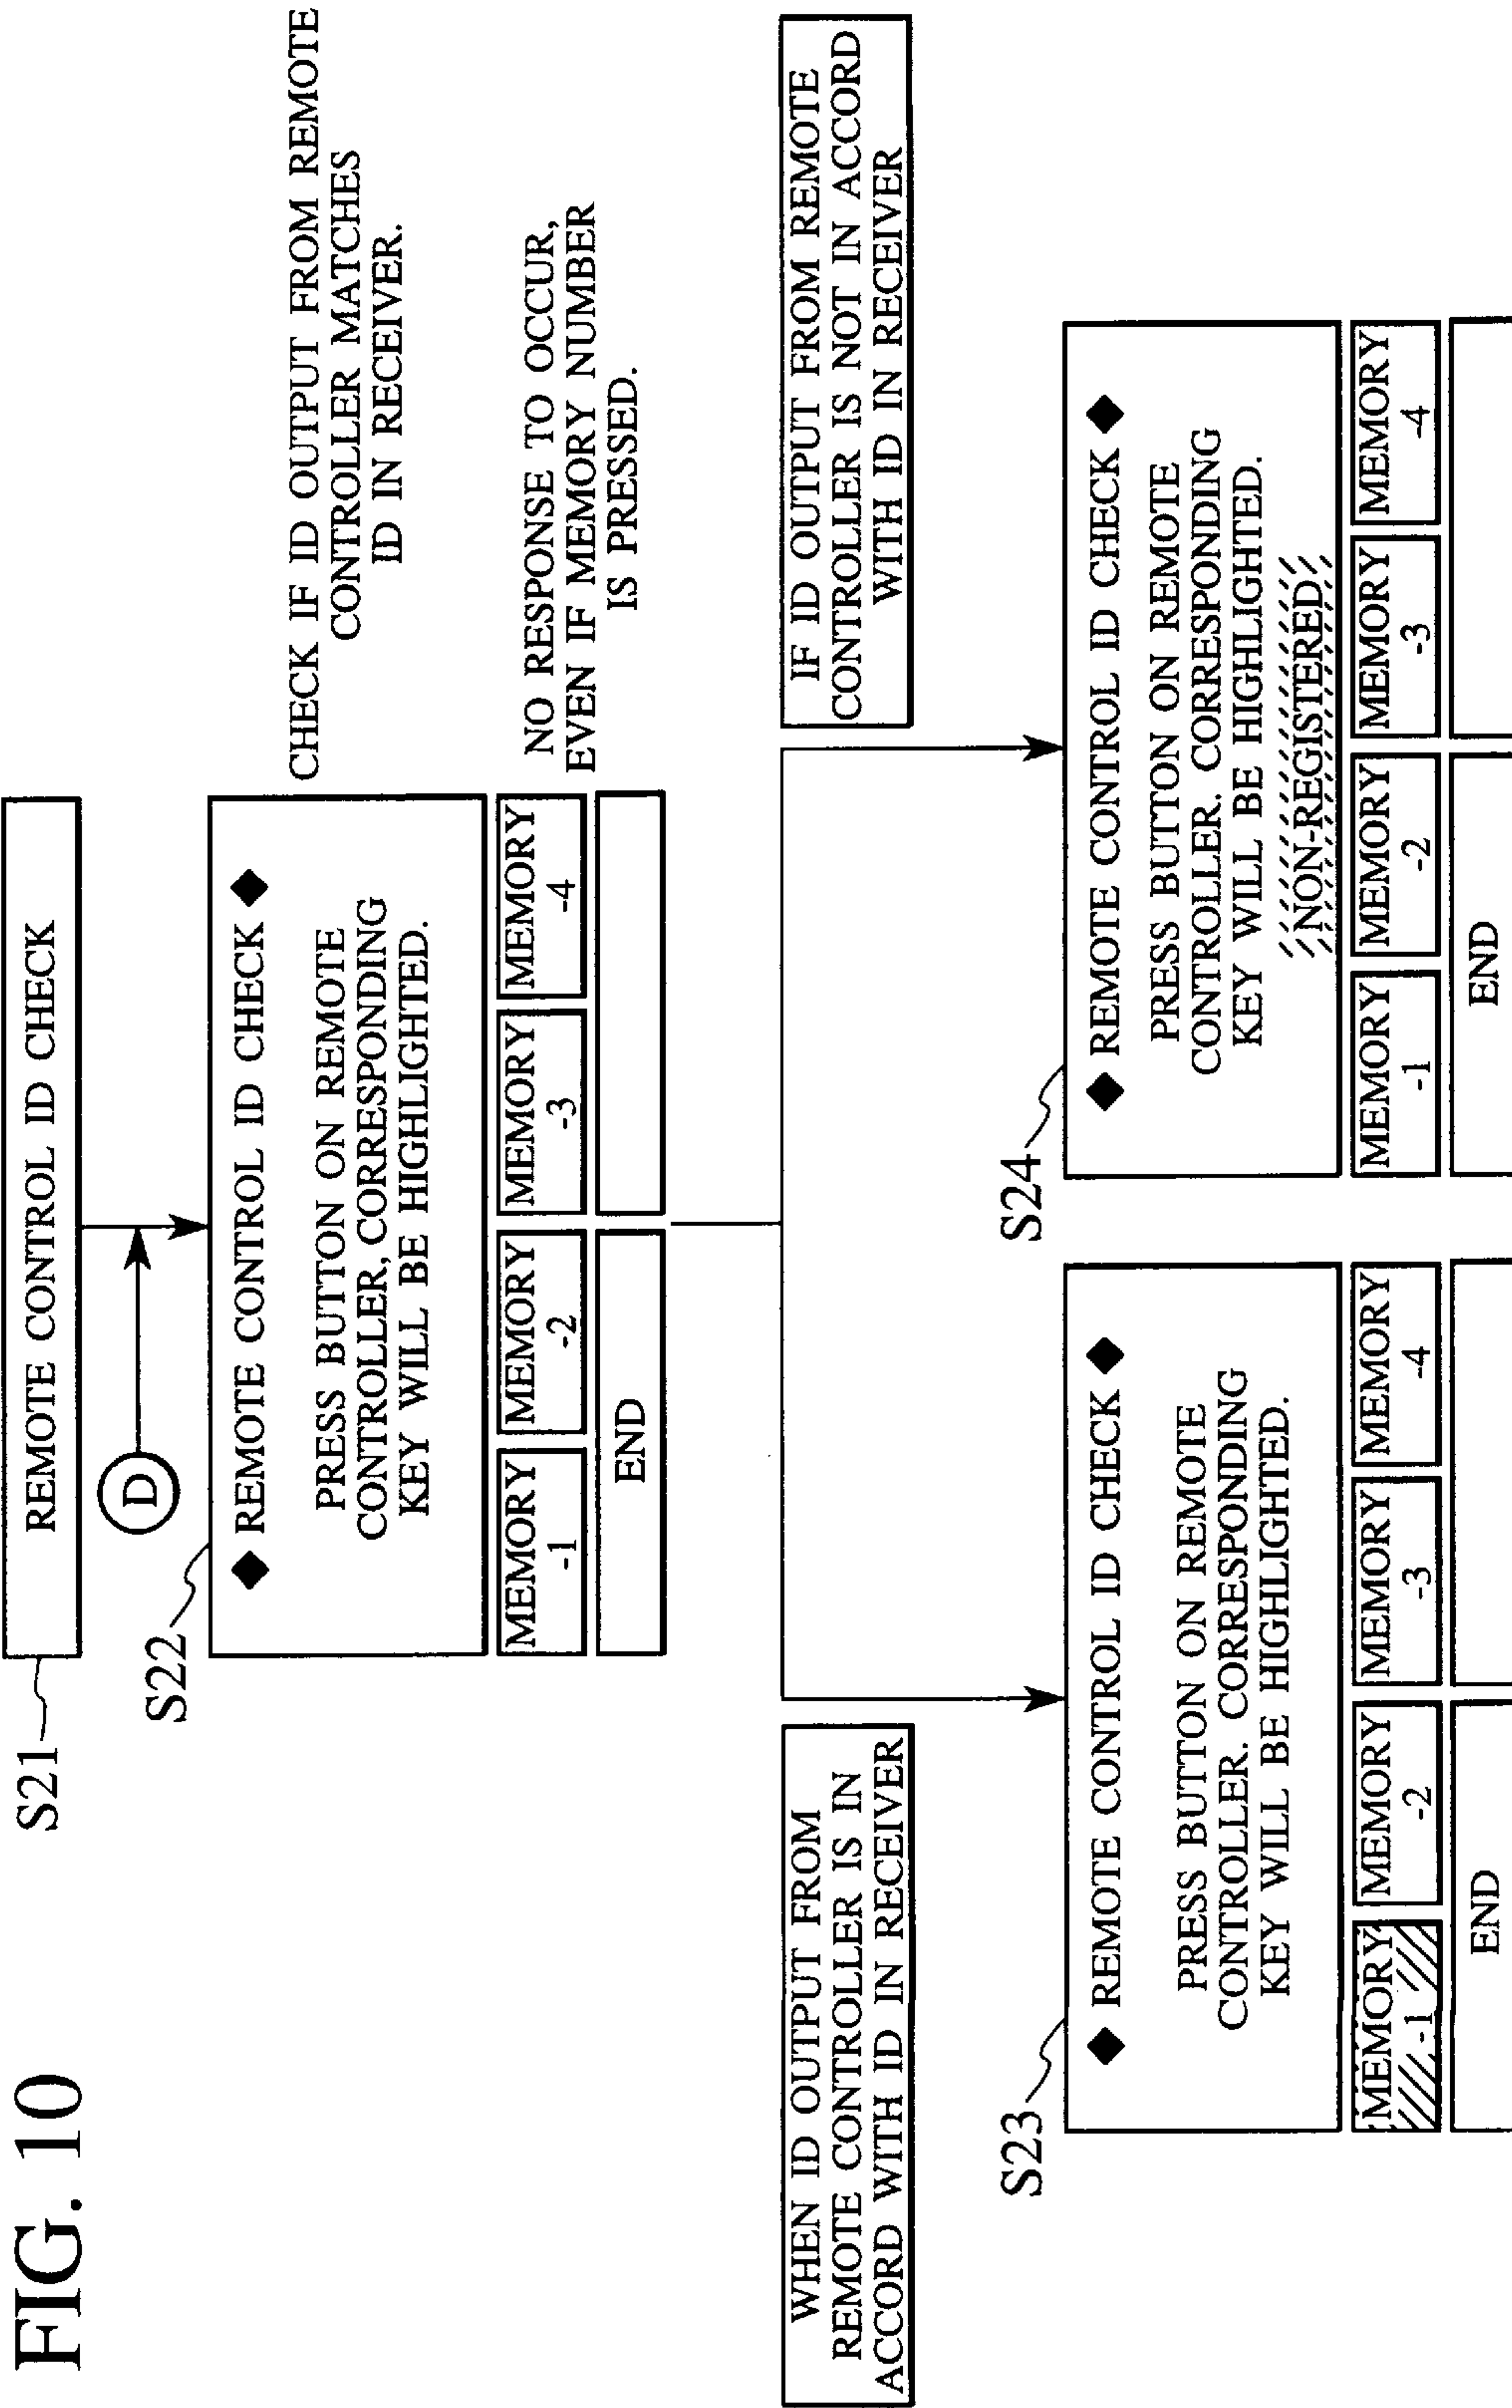 FIG. 10
S21
REMOTE CONTROL ID CHECK
D
S22
◆ REMOTE CONTROL ID CHECK ◆
PRESS BUTTON ON REMOTE
CONTROLLER, CORRESPONDING
KEY WILL BE HIGHLIGHTED.
MEMORY
-1
MEMORY
-2
MEMORY
-3
MEMORY
-4
END
CHECK IF ID OUTPUT FROM REMOTE
CONTROLLER MATCHES
ID IN RECEIVER.
NO RESPONSE TO OCCUR,
EVEN IF MEMORY NUMBER
IS PRESSED.
WHEN ID OUTPUT FROM
REMOTE CONTROLLER IS IN
ACCORD WITH ID IN RECEIVER
IF ID OUTPUT FROM REMOTE
CONTROLLER IS NOT IN ACCORD
WITH ID IN RECEIVER
S23
◆ REMOTE CONTROL ID CHECK ◆
PRESS BUTTON ON REMOTE
CONTROLLER. CORRESPONDING
KEY WILL BE HIGHLIGHTED.
MEMORY
-1
MEMORY
-2
MEMORY
-3
MEMORY
-4
END
S24
◆ REMOTE CONTROL ID CHECK ◆
PRESS BUTTON ON REMOTE
CONTROLLER. CORRESPONDING
KEY WILL BE HIGHLIGHTED.
NON-REGISTERED
MEMORY
-1
MEMORY
-2
MEMORY
-3
MEMORY
-4
END